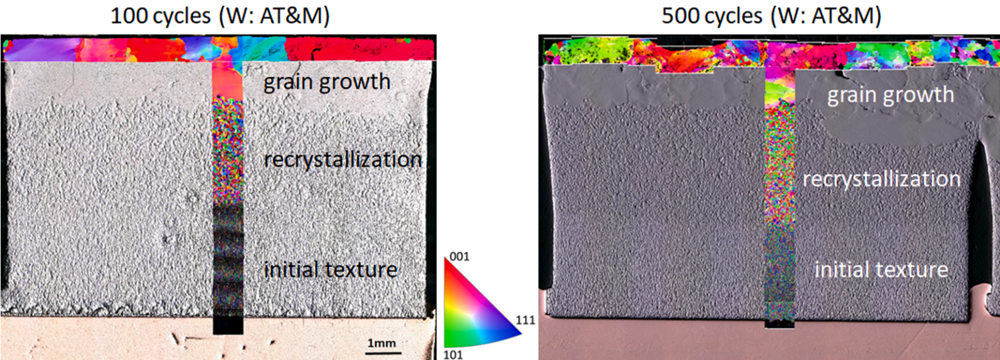 100 cycles (W: AT&M)
500 cycles (W: AT&M)
grain growth
recrystallization
initial texture
1mm
001
111
101
grain growth
recrystallization
initial texture